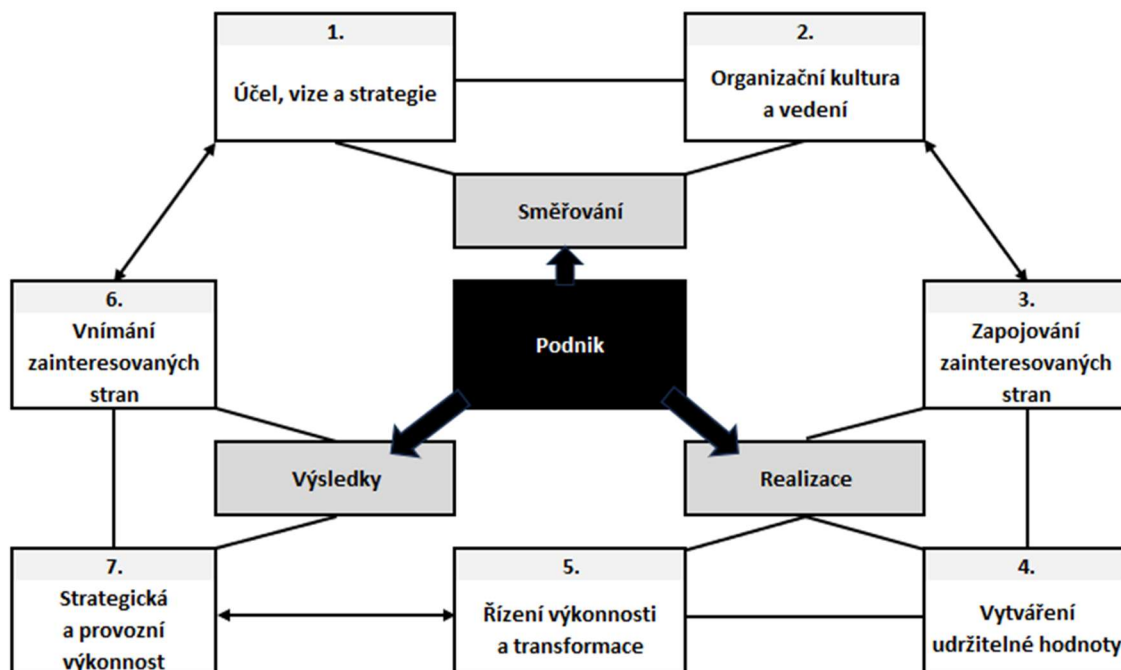 1.
Účel, vize a strategie
2.
Organizační kultura
a vedení
Směřování
6.
Vnímání
zainteresovaných
stran
Podnik
3.
Zapojování
zainteresovaných
stran
Výsledky
Realizace
7.
Strategická
a provozní
výkonnost
5.
Řízení výkonnosti
a transformace
4.
Vytváření
udržitelné hodnoty